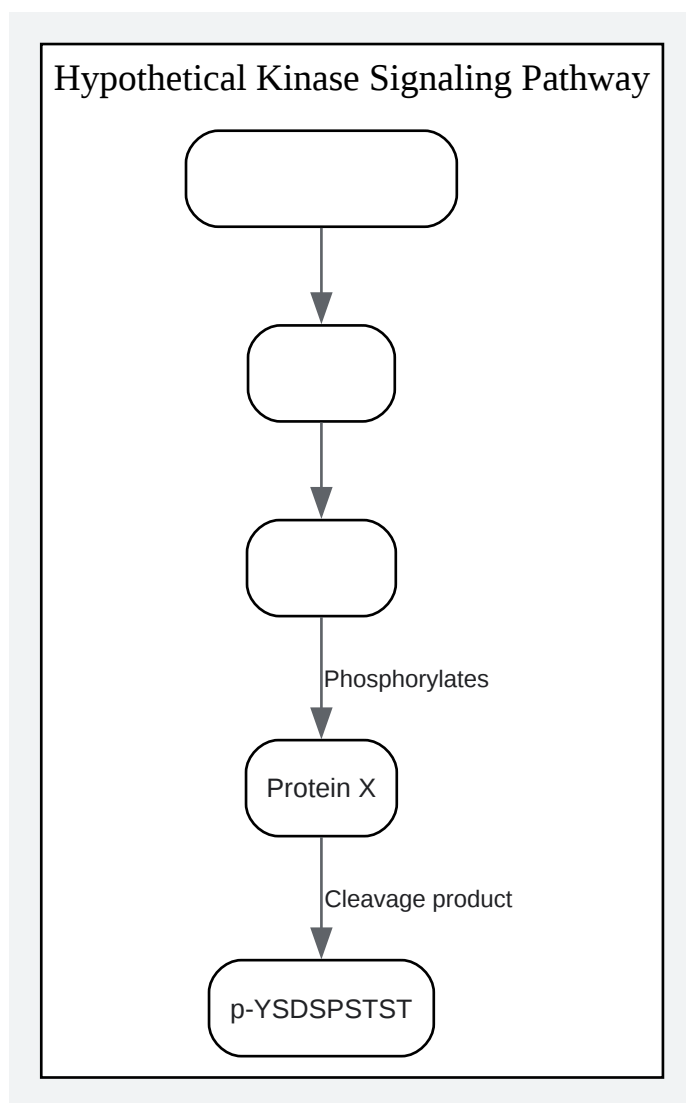 Hypothetical Kinase Signaling Pathway
Phosphorylates
Protein X
Cleavage product
p-YSDSPSTST